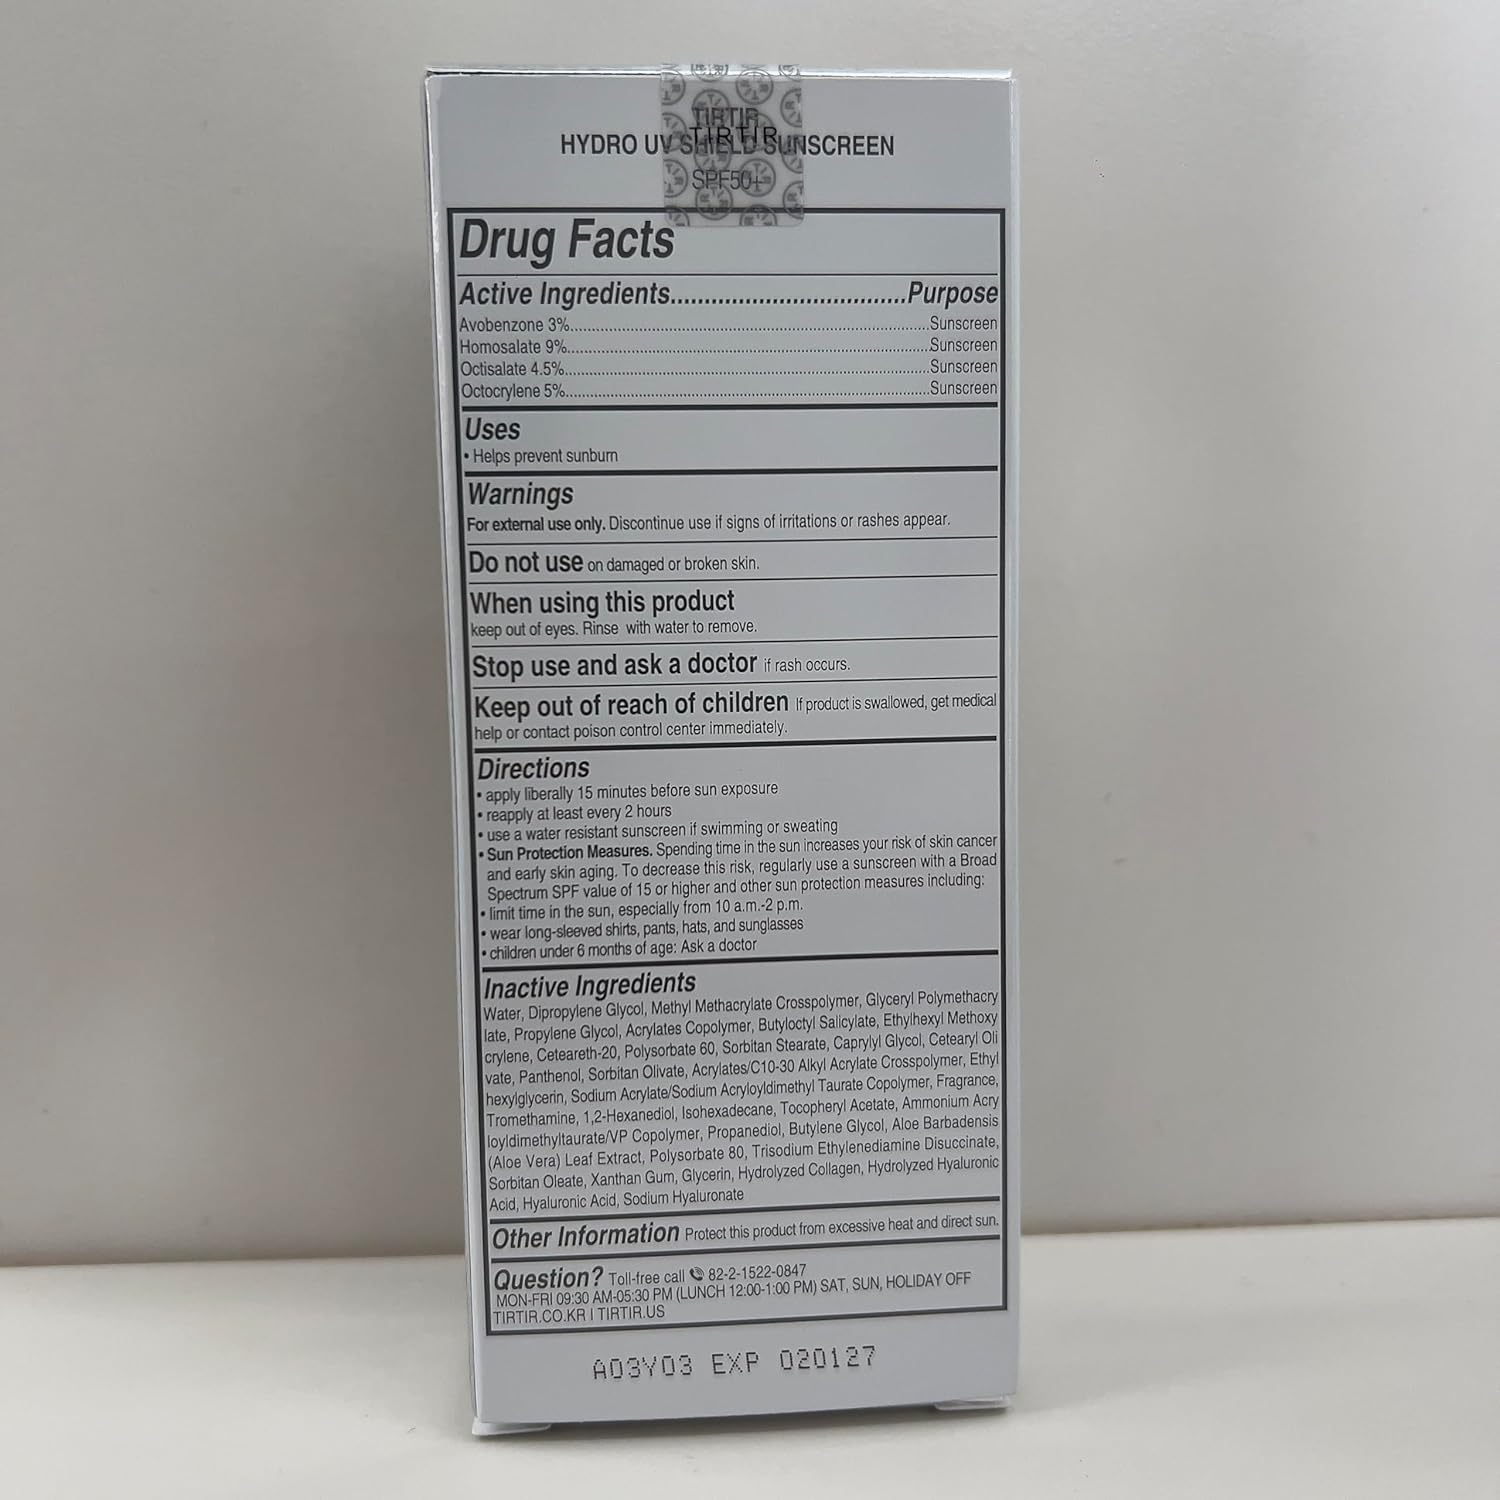 TIRTIR
TIRTIR
HYDRO UV SHIELD SUNSCREEN
SPF50+
Drug Facts
Active Ingredients...................................Purpose
Avobenzone 3%..........................................................................................Sunscreen
Homosalate 9%..........................................................................................Sunscreen
Octisalate 4.5%..........................................................................................Sunscreen
Octocrylene 5%..........................................................................................Sunscreen
Uses
• Helps prevent sunburn
Warnings
For external use only. Discontinue use if signs of irritations or rashes appear.
Do not use on damaged or broken skin.
When using this product
keep out of eyes. Rinse with water to remove.
Stop use and ask a doctor if rash occurs.
Keep out of reach of children If product is swallowed, get medical
help or contact poison control center immediately.
Directions
• apply liberally 15 minutes before sun exposure
• reapply at least every 2 hours
• use a water resistant sunscreen if swimming or sweating
• Sun Protection Measures. Spending time in the sun increases your risk of skin cancer
and early skin aging. To decrease this risk, regularly use a sunscreen with a Broad
Spectrum SPF value of 15 or higher and other sun protection measures including:
• limit time in the sun, especially from 10 a.m.-2 p.m.
• wear long-sleeved shirts, pants, hats, and sunglasses
• children under 6 months of age: Ask a doctor
Inactive Ingredients
Water, Dipropylene Glycol, Methyl Methacrylate Crosspolymer, Glyceryl Polymethacry
late, Propylene Glycol, Acrylates Copolymer, Butyloctyl Salicylate, Ethylhexyl Methoxy
crylene, Ceteareth-20, Polysorbate 60, Sorbitan Stearate, Caprylyl Glycol, Cetearyl Oli
vate, Panthenol, Sorbitan Olivate, Acrylates/C10-30 Alkyl Acrylate Crosspolymer, Ethyl
hexylglycerin, Sodium Acrylate/Sodium Acryloyldimethyl Taurate Copolymer, Fragrance,
Tromethamine, 1,2-Hexanediol, Isohexadecane, Tocopheryl Acetate, Ammonium Acry
loyldimethyltaurate/VP Copolymer, Propanediol, Butylene Glycol, Aloe Barbadensis
(Aloe Vera) Leaf Extract, Polysorbate 80, Trisodium Ethylenediamine Disuccinate,
Sorbitan Oleate, Xanthan Gum, Glycerin, Hydrolyzed Collagen, Hydrolyzed Hyaluronic
Acid, Hyaluronic Acid, Sodium Hyaluronate
Other Information Protect this product from excessive heat and direct sun.
Question? Toll-free call 82-2-1522-0847
MON-FRI 09:30 AM-05:30 PM (LUNCH 12:00-1:00 PM) SAT, SUN, HOLIDAY OFF
TIRTIR.CO.KR I TIRTIR.US
A03Y03 EXP 020127